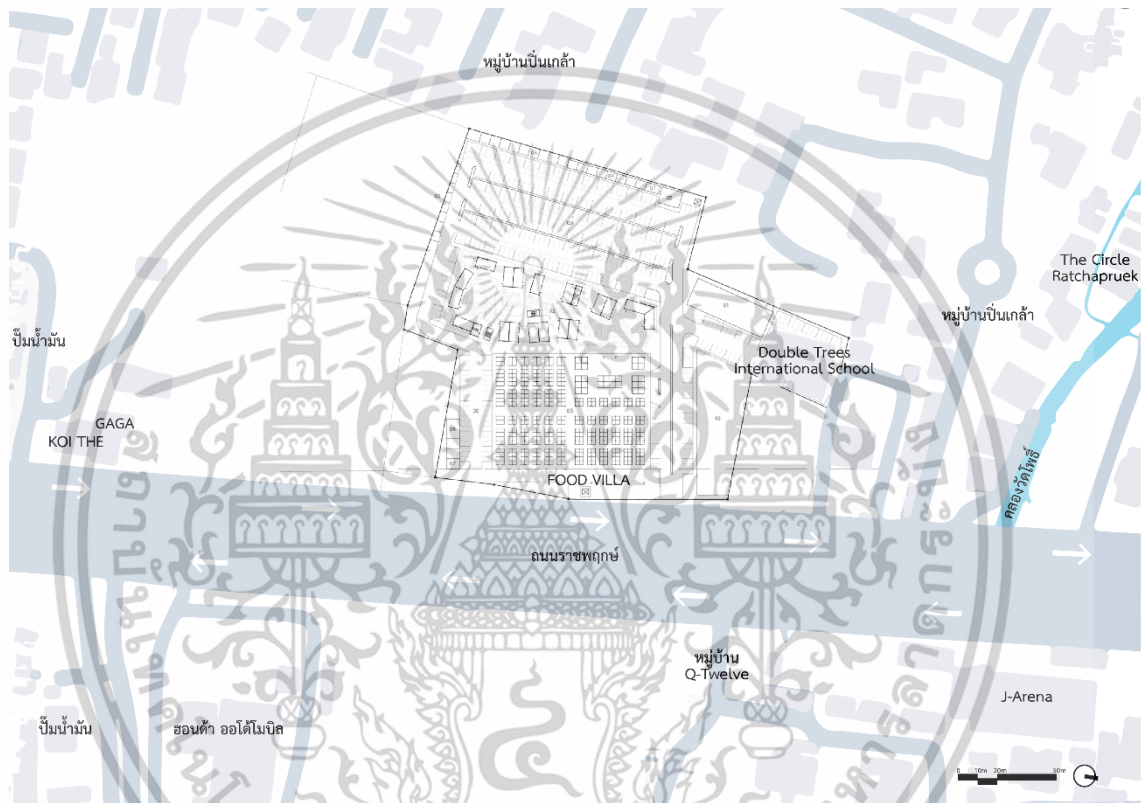 หมู่บ้านปิ่นเกล้า
The Circle
Ratchapruek
หมู่บ้านปิ่นเกล้า
ปั๊มน้ำมัน
Double Trees
International School
GAGA
KOI THE
FOOD VILLA
คลองวัดโพธิ์
ถนนราชพฤกษ์
หมู่บ้าน
Q-Twelve
J-Arena
ปั๊มน้ำมัน
ฮอนด้า ออโต้โมบิล
0 10m 20m 50m